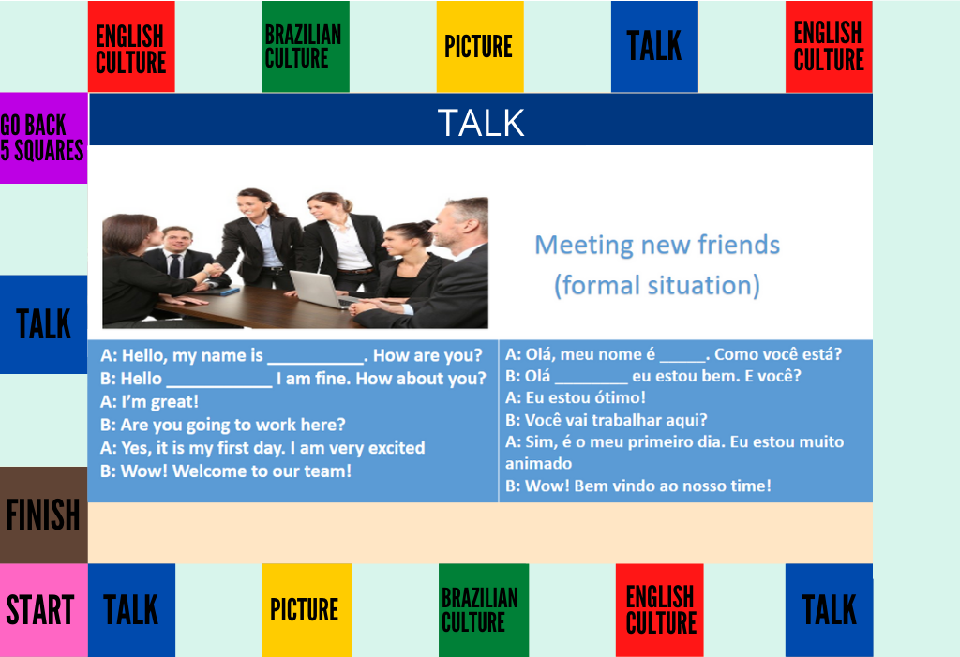 ENGLISH
CULTURE
BRAZILIAN
CULTURE
PICTURE
TALK
ENGLISH
CULTURE
GO BACK
5 SQUARES
TALK
Meeting new friends
(formal situation)
TALK
A: Hello, my name is __________. How are you?
B: Hello ___________ I am fine. How about you?
A: I'm great!
B: Are you going to work here?
A: Yes, it is my first day. I am very excited
B: Wow! Welcome to our team!
A: Olá, meu nome é _____. Como você está?
B: Olá ________ eu estou bem. E você?
A: Eu estou ótimo!
B: Você vai trabalhar aqui?
A: Sim, é o meu primeiro dia. Eu estou muito
animado
B: Wow! Bem vindo ao nosso time!
FINISH
START
TALK
PICTURE
BRAZILIAN
CULTURE
ENGLISH
CULTURE
TALK